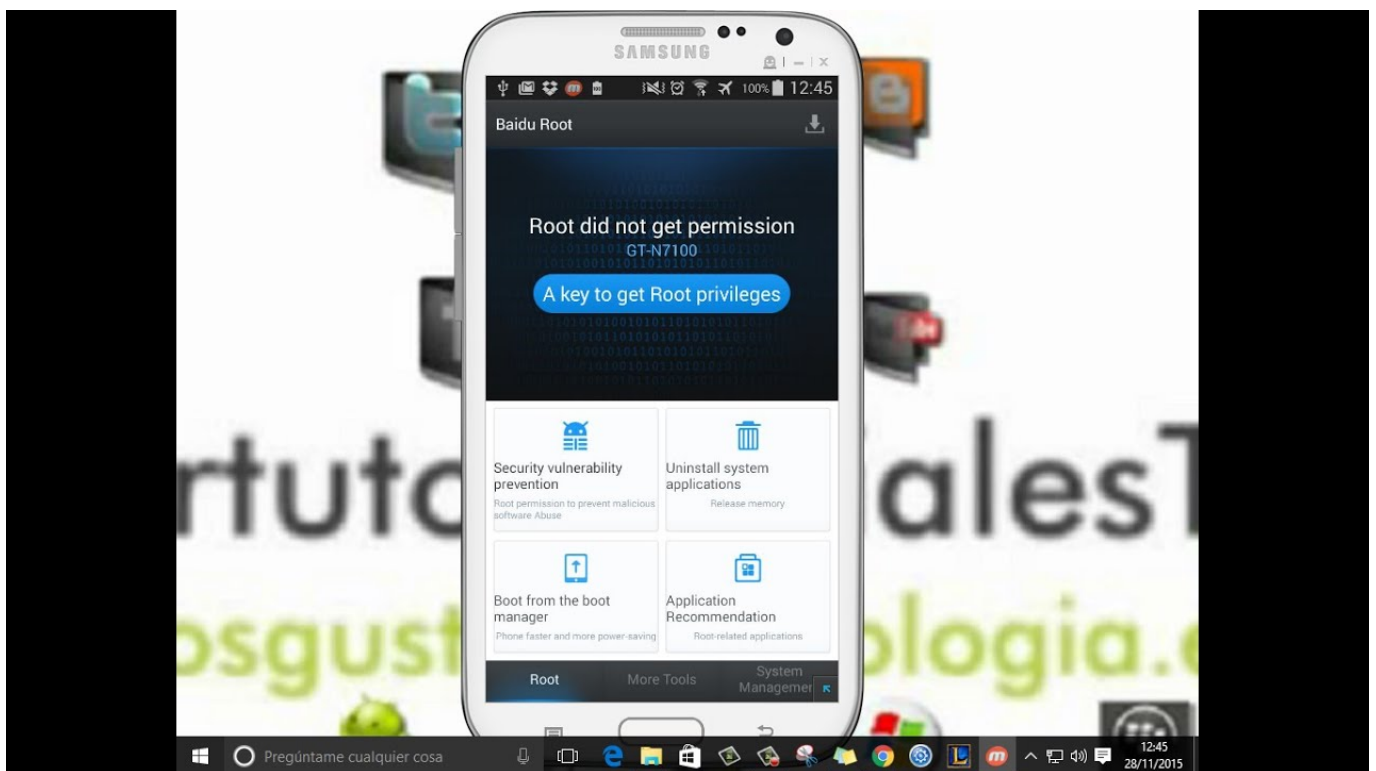 SAMSUNG
100% 12:45
Baidu Root
Root did not get permission
GT-N7100
A key to get Root privileges
Security vulnerability
prevention
Root permission to prevent malicious
software Abuse
Uninstall system
applications
Release memory
Boot from the boot
manager
Phone faster and more power-saving
Application
Recommendation
Root-related applications
Root
More Tools
System
Managemer
rtuto
ialesT
osgust
ologia.e
Pregúntame cualquier cosa
12:45
28/11/2015